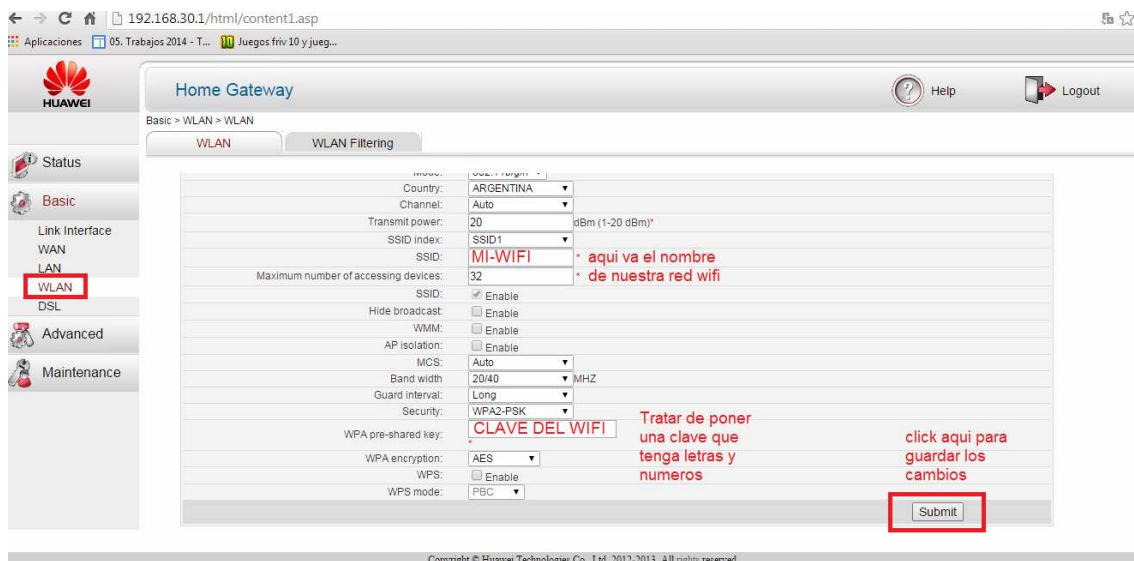 192.168.30.1/html/content1.asp
Aplicaciones 05. Trabajos 2014 - T... Juegos friv 10 y jueg...
HUAWEI
Home Gateway
Help
Logout
Basic > WLAN > WLAN
WLAN
WLAN Filtering
Status
Basic
Link Interface
WAN
LAN
WLAN
DSL
Advanced
Maintenance
Country: ARGENTINA
Channel: Auto
Transmit power: 20 dBm (1-20 dBm)*
SSID index: SSID1
SSID: MI-WIFI * aqui va el nombre
Maximum number of accessing devices: 32 * de nuestra red wifi
SSID: Enable
Hide broadcast: Enable
WMM: Enable
AP isolation: Enable
MCS: Auto
Band width 20/40 MHZ
Guard interval: Long
Security: WPA2-PSK
WPA pre-shared key: CLAVE DEL WIFI
*
WPA encryption: AES
WPS: Enable
WPS mode: PBC
Tratar de poner
una clave que
tenga letras y
numeros
click aqui para
guardar los
cambios
Submit
Copyright © Huawei Technologies Co., Ltd. 2012-2013. All rights reserved.